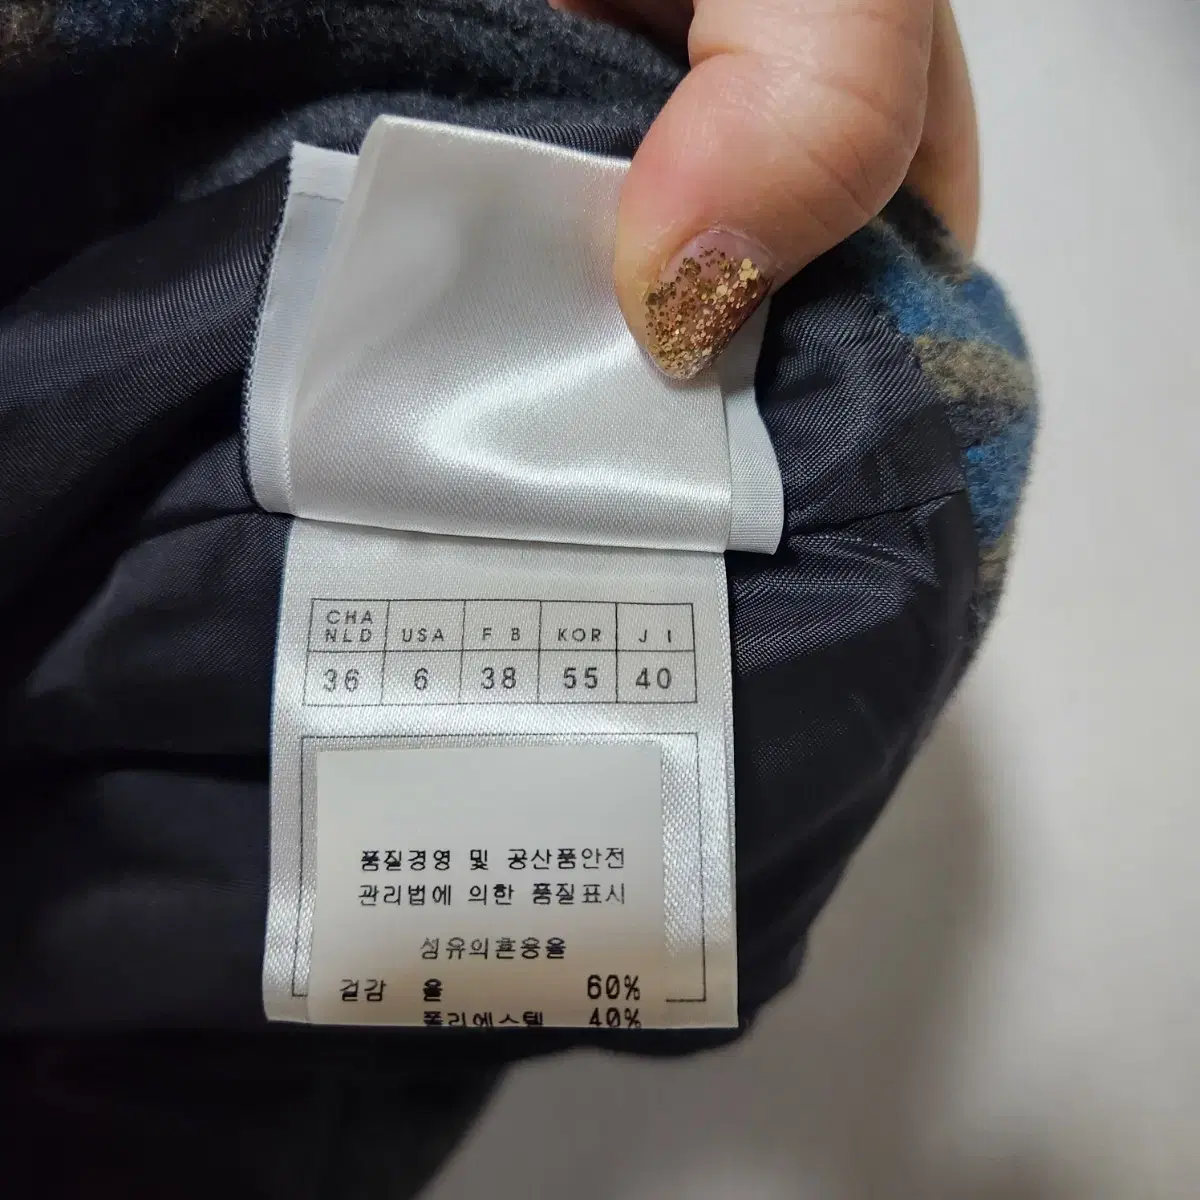 CHA
NLD USA F B KOR J I
36 6 38 55 40
품질경영 및 공산품안전
관리법에 의한 품질표시
섬유의혼용율
겉감 울 60%
폴리에스텔 40%